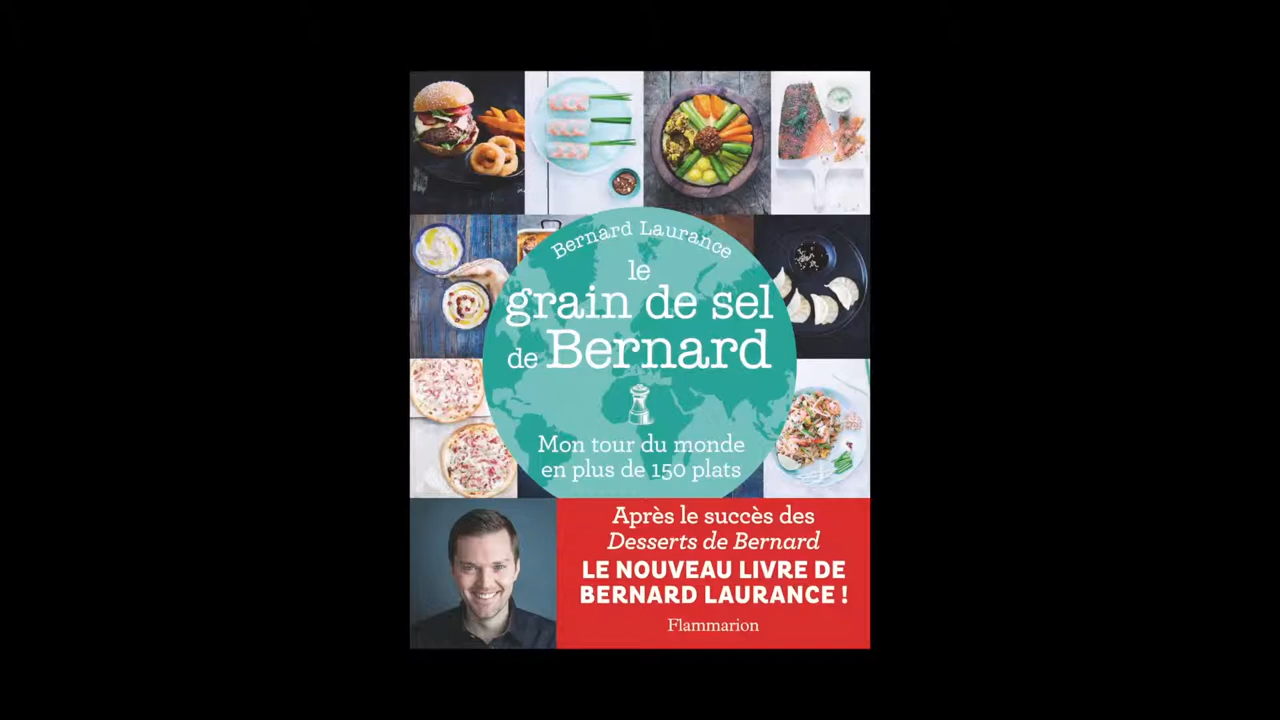 Bernard Laurance
le
grain de sel
de Bernard
Mon tour du monde
en plus de 150 plats
Après le succès des
Desserts de Bernard
LE NOUVEAU LIVRE DE
BERNARD LAURANCE !
Flammarion